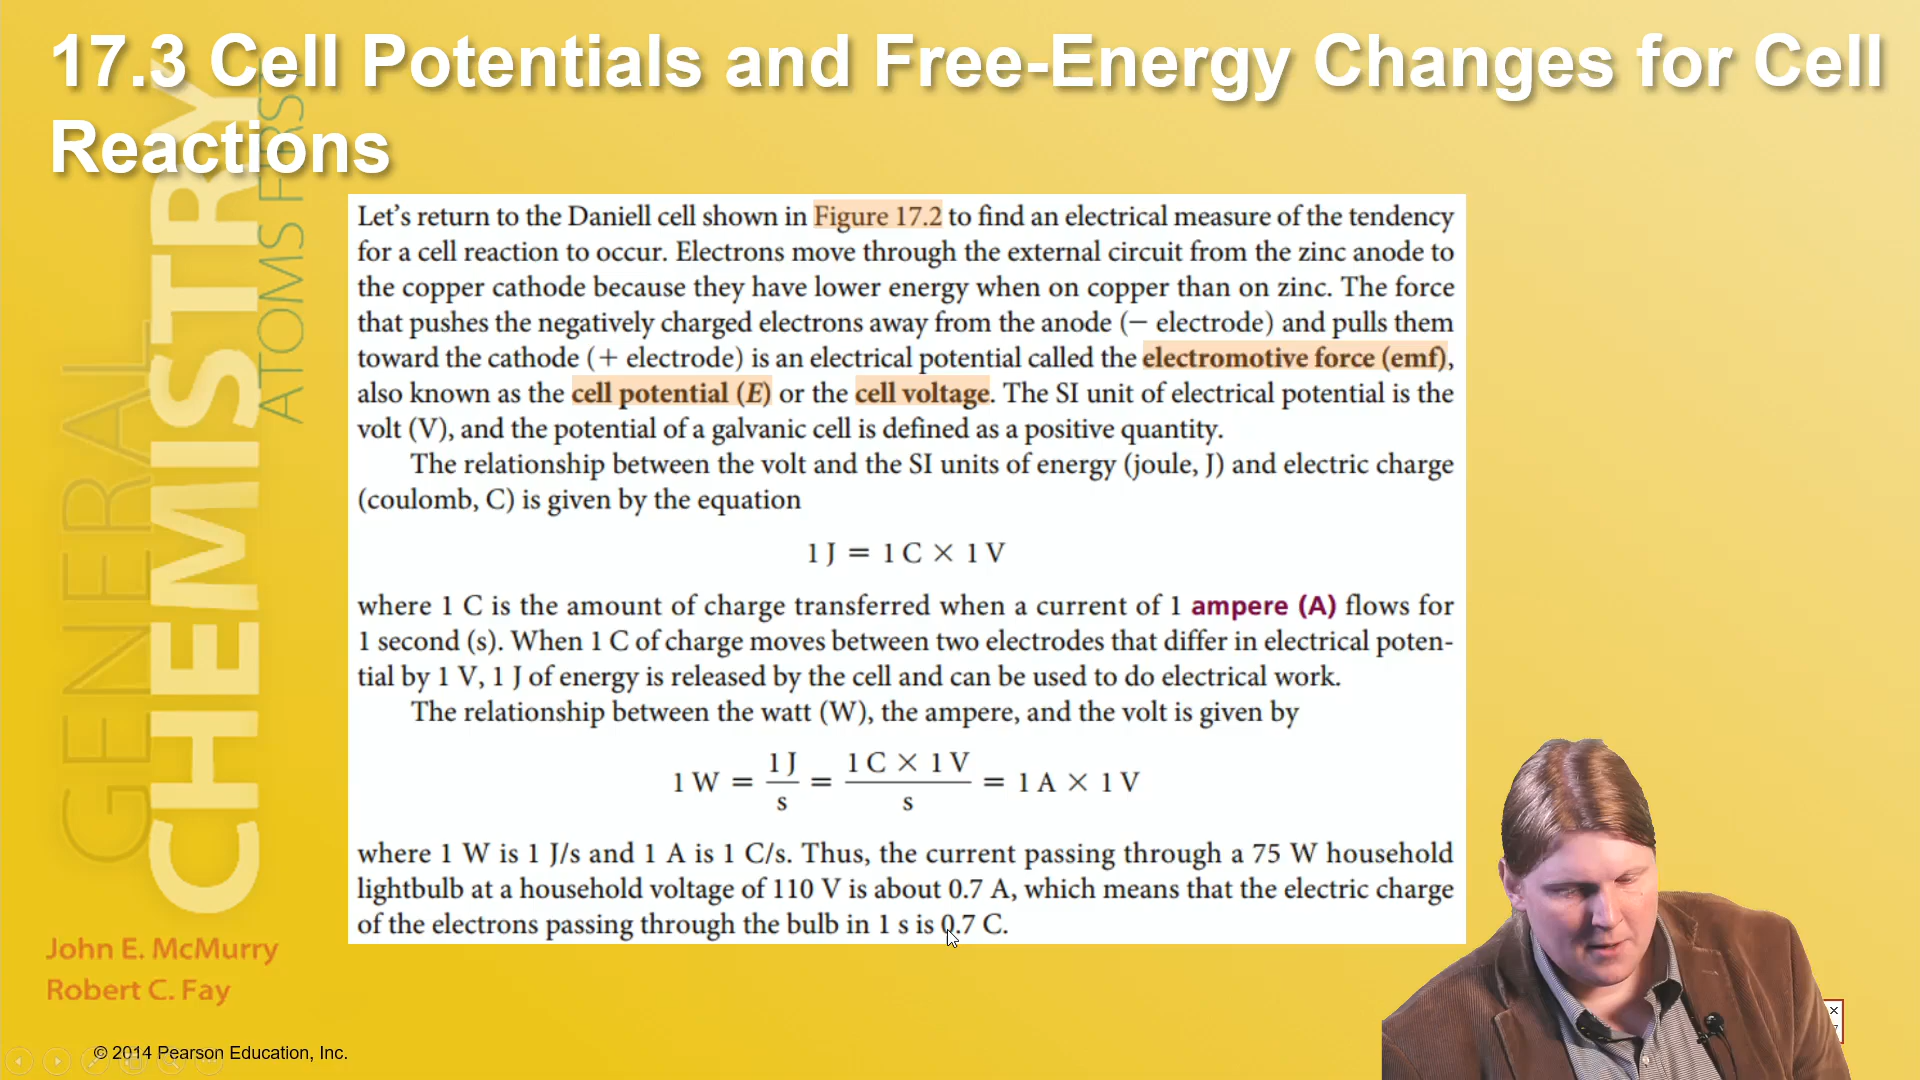 17.3 Cell Potentials and Free-Energy Changes for Cell
Reactions
GENERAL
CHEMISTRY
ATOMS FIRST
Let’s return to the Daniell cell shown in Figure 17.2 to find an electrical measure of the tendency
for a cell reaction to occur. Electrons move through the external circuit from the zinc anode to
the copper cathode because they have lower energy when on copper than on zinc. The force
that pushes the negatively charged electrons away from the anode (− electrode) and pulls them
toward the cathode (+ electrode) is an electrical potential called the electromotive force (emf),
also known as the cell potential (E) or the cell voltage. The SI unit of electrical potential is the
volt (V), and the potential of a galvanic cell is defined as a positive quantity.
The relationship between the volt and the SI units of energy (joule, J) and electric charge
(coulomb, C) is given by the equation
1 J = 1 C × 1 V
where 1 C is the amount of charge transferred when a current of 1 ampere (A) flows for
1 second (s). When 1 C of charge moves between two electrodes that differ in electrical poten-
tial by 1 V, 1 J of energy is released by the cell and can be used to do electrical work.
The relationship between the watt (W), the ampere, and the volt is given by
1 W = 1 J/s = 1 C × 1 V/s = 1 A × 1 V
where 1 W is 1 J/s and 1 A is 1 C/s. Thus, the current passing through a 75 W household
lightbulb at a household voltage of 110 V is about 0.7 A, which means that the electric charge
of the electrons passing through the bulb in 1 s is 0.7 C.
John E. McMurry
Robert C. Fay
© 2014 Pearson Education, Inc.